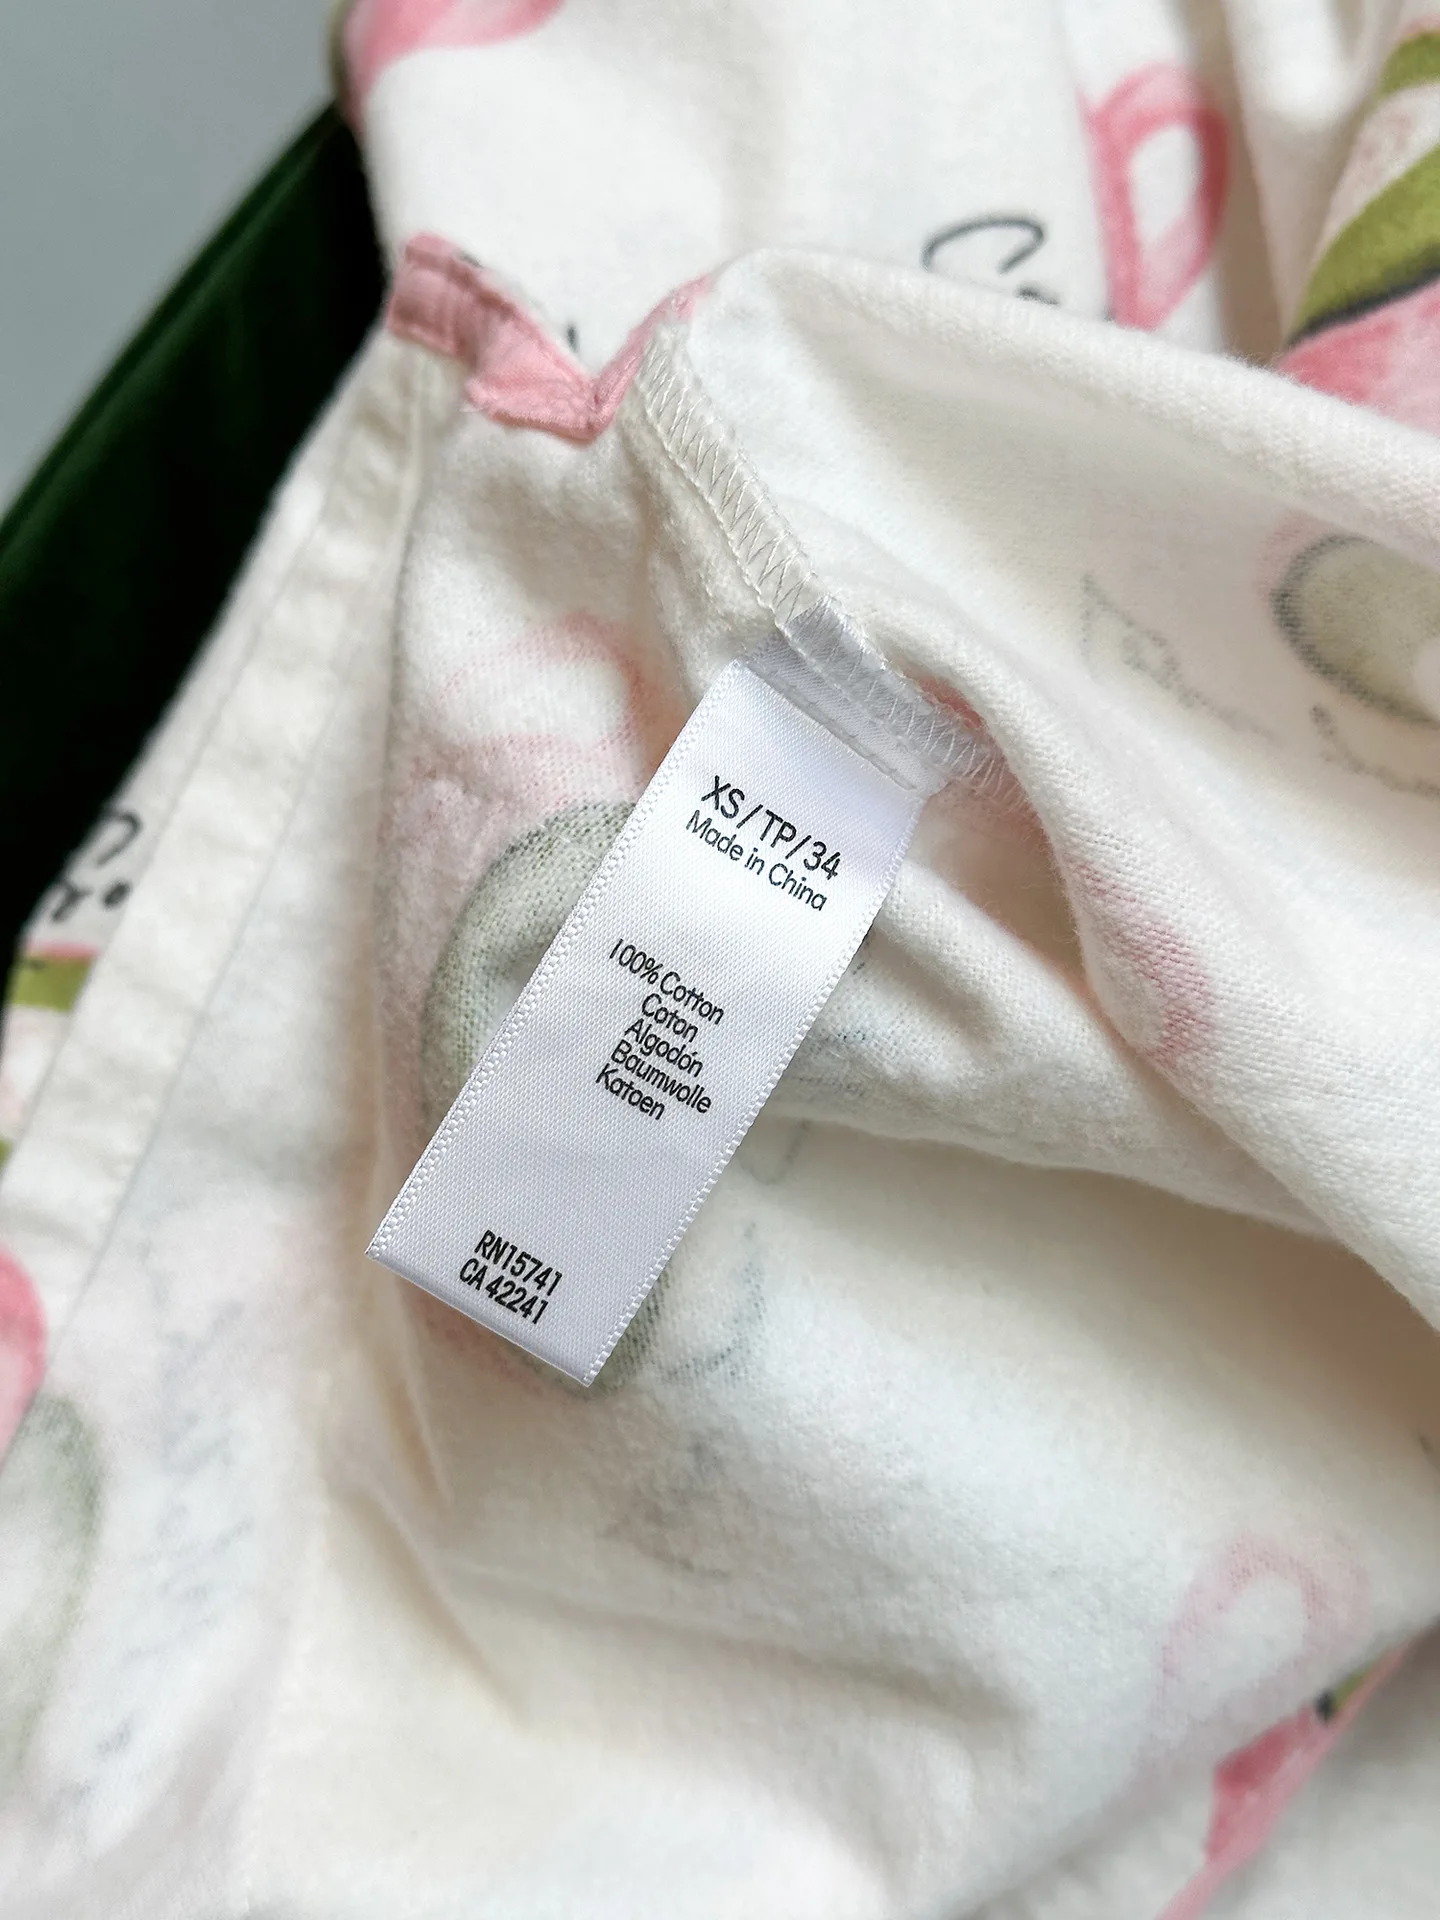 XS/TP/34
Made in China
100% Cotton
Coton
Algodón
Baumwolle
Katoen
RN15741
CA 42241